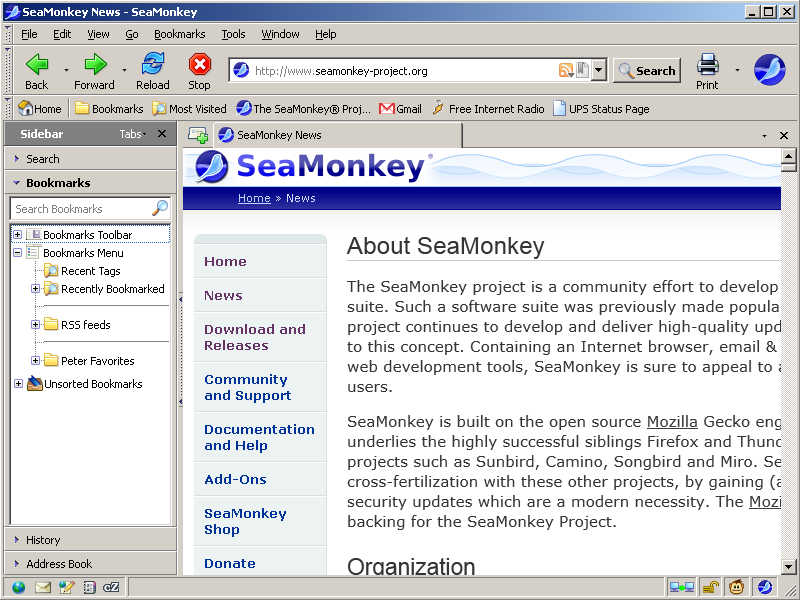 SeaMonkey News - SeaMonkey
File Edit View Go Bookmarks Tools Window Help
Back Forward Reload Stop http://www.seamonkey-project.org Search Print
Home Bookmarks Most Visited The SeaMonkey® Proj... Gmail Free Internet Radio UPS Status Page
Sidebar Tabs
SeaMonkey News
Search
Bookmarks
Search Bookmarks
Bookmarks Toolbar
Bookmarks Menu
Recent Tags
Recently Bookmarked
RSS feeds
Peter Favorites
Unsorted Bookmarks
History
Address Book
SeaMonkey®
Home » News
Home
News
Download and
Releases
Community
and Support
Documentation
and Help
Add-Ons
SeaMonkey
Shop
Donate
About SeaMonkey
The SeaMonkey project is a community effort to develop
suite. Such a software suite was previously made popula
project continues to develop and deliver high-quality upd
to this concept. Containing an Internet browser, email &
web development tools, SeaMonkey is sure to appeal to a
users.
SeaMonkey is built on the open source Mozilla Gecko eng
underlies the highly successful siblings Firefox and Thund
projects such as Sunbird, Camino, Songbird and Miro. Se
cross-fertilization with these other projects, by gaining (a
security updates which are a modern necessity. The Mozi
backing for the SeaMonkey Project.
Organization
cZ